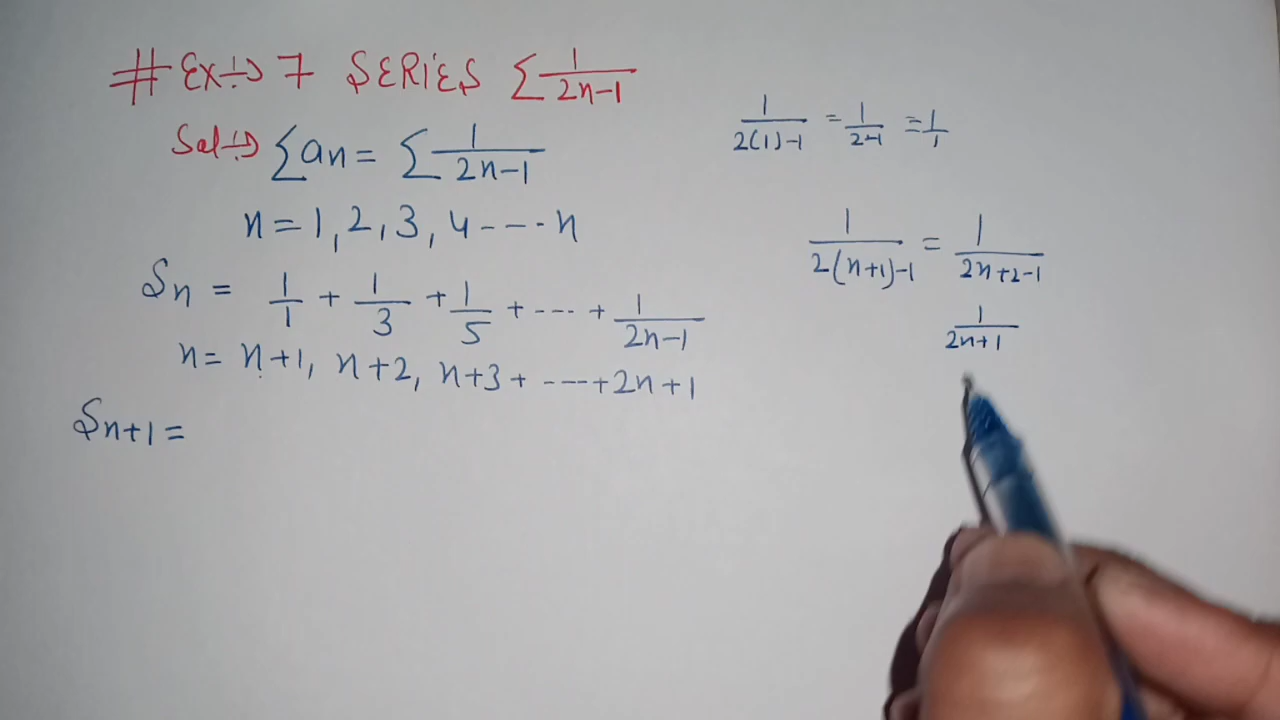 # Ex:→ 7 SERIES ∑ 1/(2n-1)
Sol:→ ∑an = ∑ 1/(2n-1)
n = 1, 2, 3, 4 ---- n
Sn = 1/1 + 1/3 + 1/5 + ---- + 1/(2n-1)
n = n+1, n+2, n+3 + ----+ 2n+1
Sn+1 =
1/(2(1)-1) = 1/(2-1) = 1/1
1/(2(n+1)-1) = 1/(2n+2-1)
1/(2n+1)